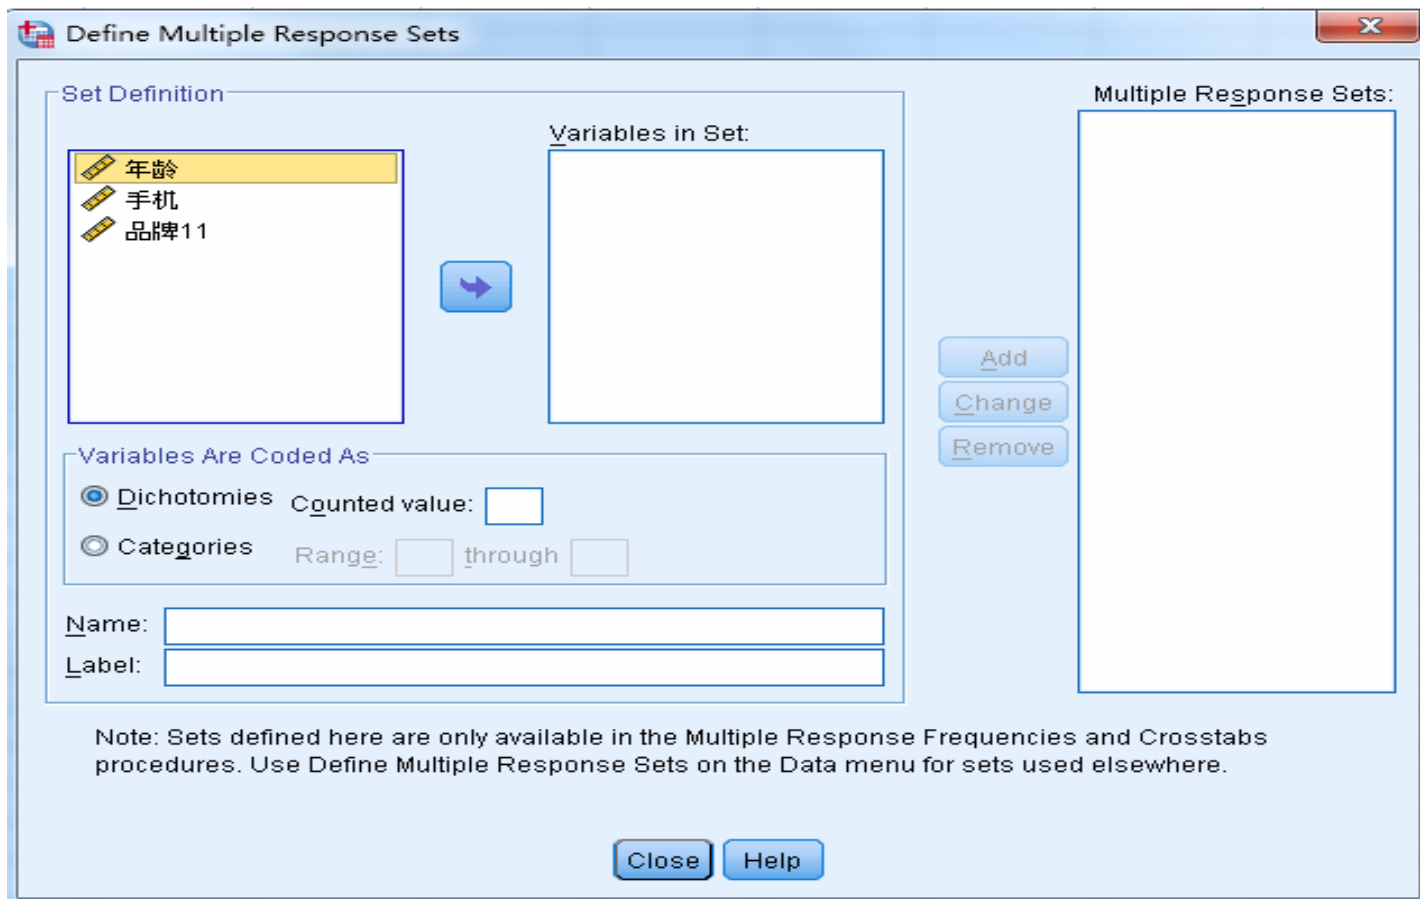 Define Multiple Response Sets
Set Definition
年龄
手机
品牌11
Variables in Set:
Variables Are Coded As
Dichotomies Counted value:
Categories Range: through
Name:
Label:
Multiple Response Sets:
Add
Change
Remove
Note: Sets defined here are only available in the Multiple Response Frequencies and Crosstabs
procedures. Use Define Multiple Response Sets on the Data menu for sets used elsewhere.
Close Help